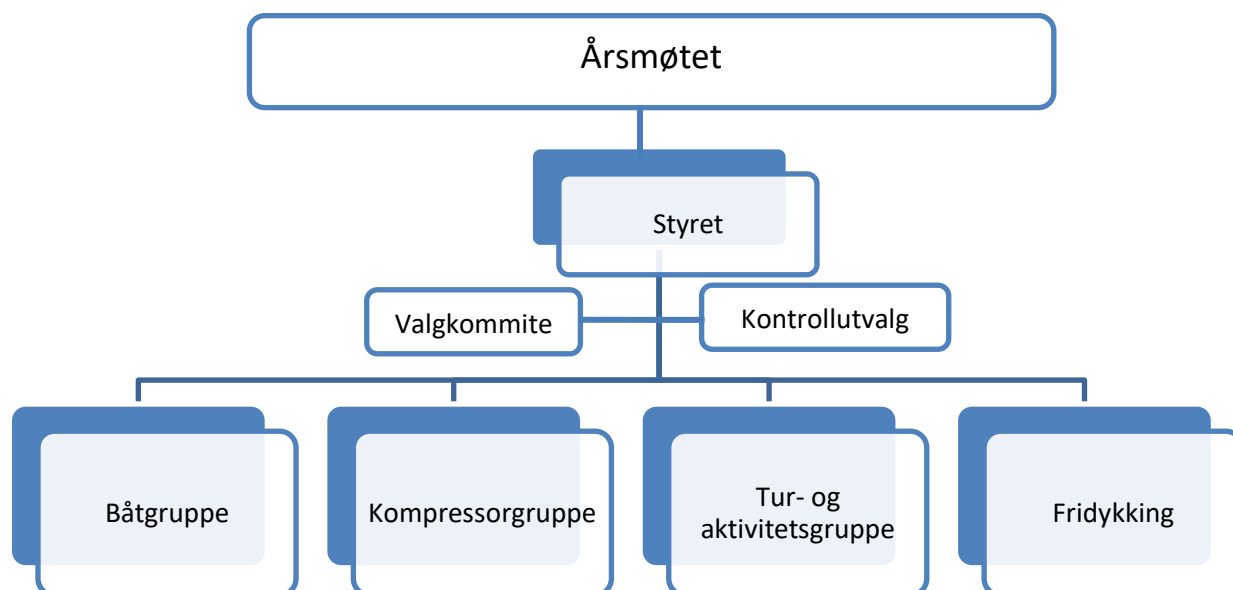 Årsmøtet
Styret
Valgkommite
Kontrollutvalg
Båtgruppe
Kompressorgruppe
Tur- og
aktivitetsgruppe
Fridykking